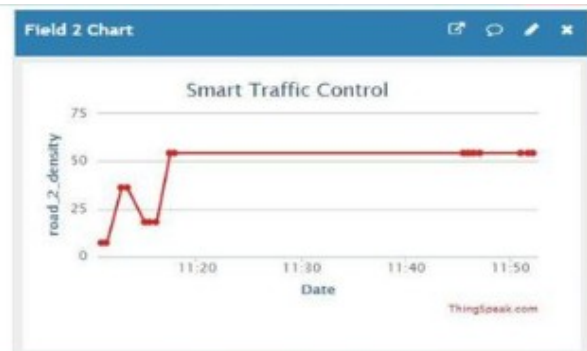 Field 2 Chart
Smart Traffic Control
75
50
25
0
road_2_density
11:20 11:30 11:40 11:50
Date
ThingSpeak.com